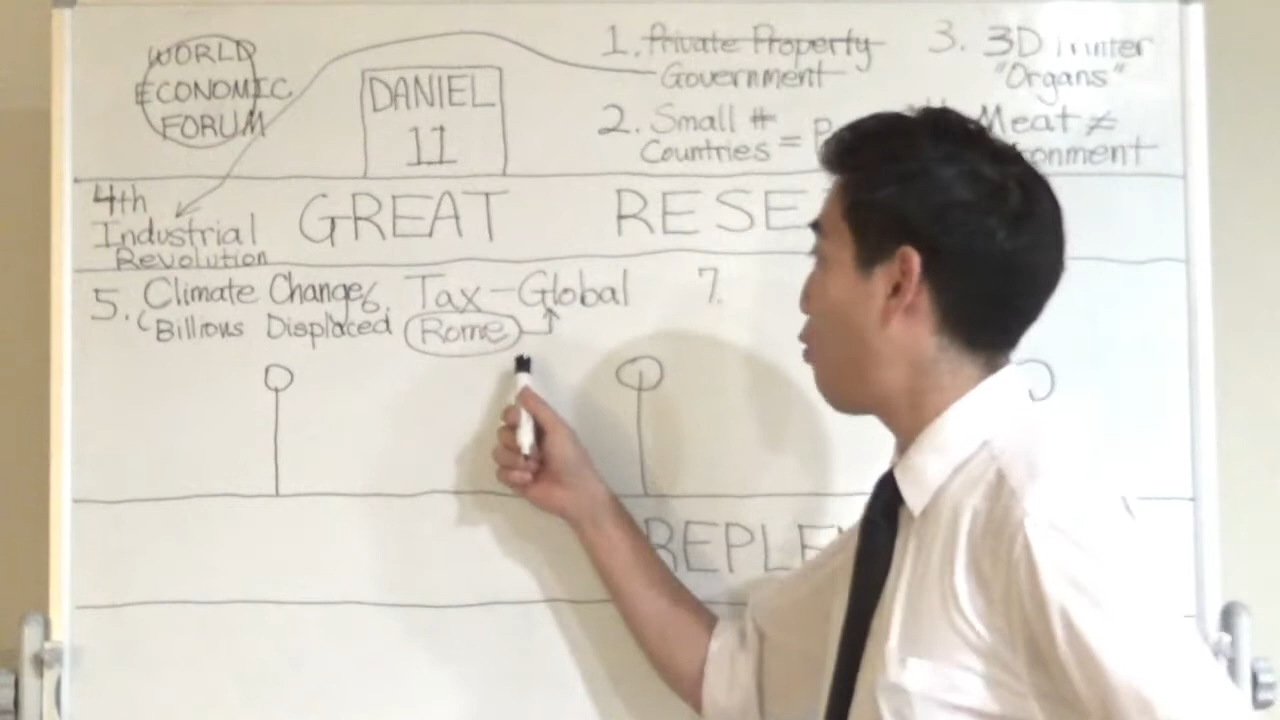 WORLD
ECONOMIC
FORUM
DANIEL
11
1. Private Property
Government
2. Small #
Countries =
3. 3D
"Organs"
Meat ≠
4th
Industrial
Revolution
GREAT RESE
5. Climate Change
Billions Displaced
6. Tax-Global
Rome
7.
REPLE